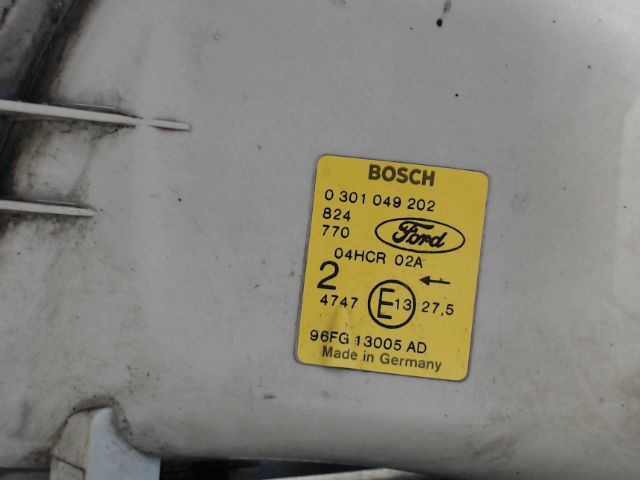 BOSCH
0 301 049 202
824
770 Ford
04HCR 02A
2 ←
4747 E13 27,5
96FG 13005 AD
Made in Germany